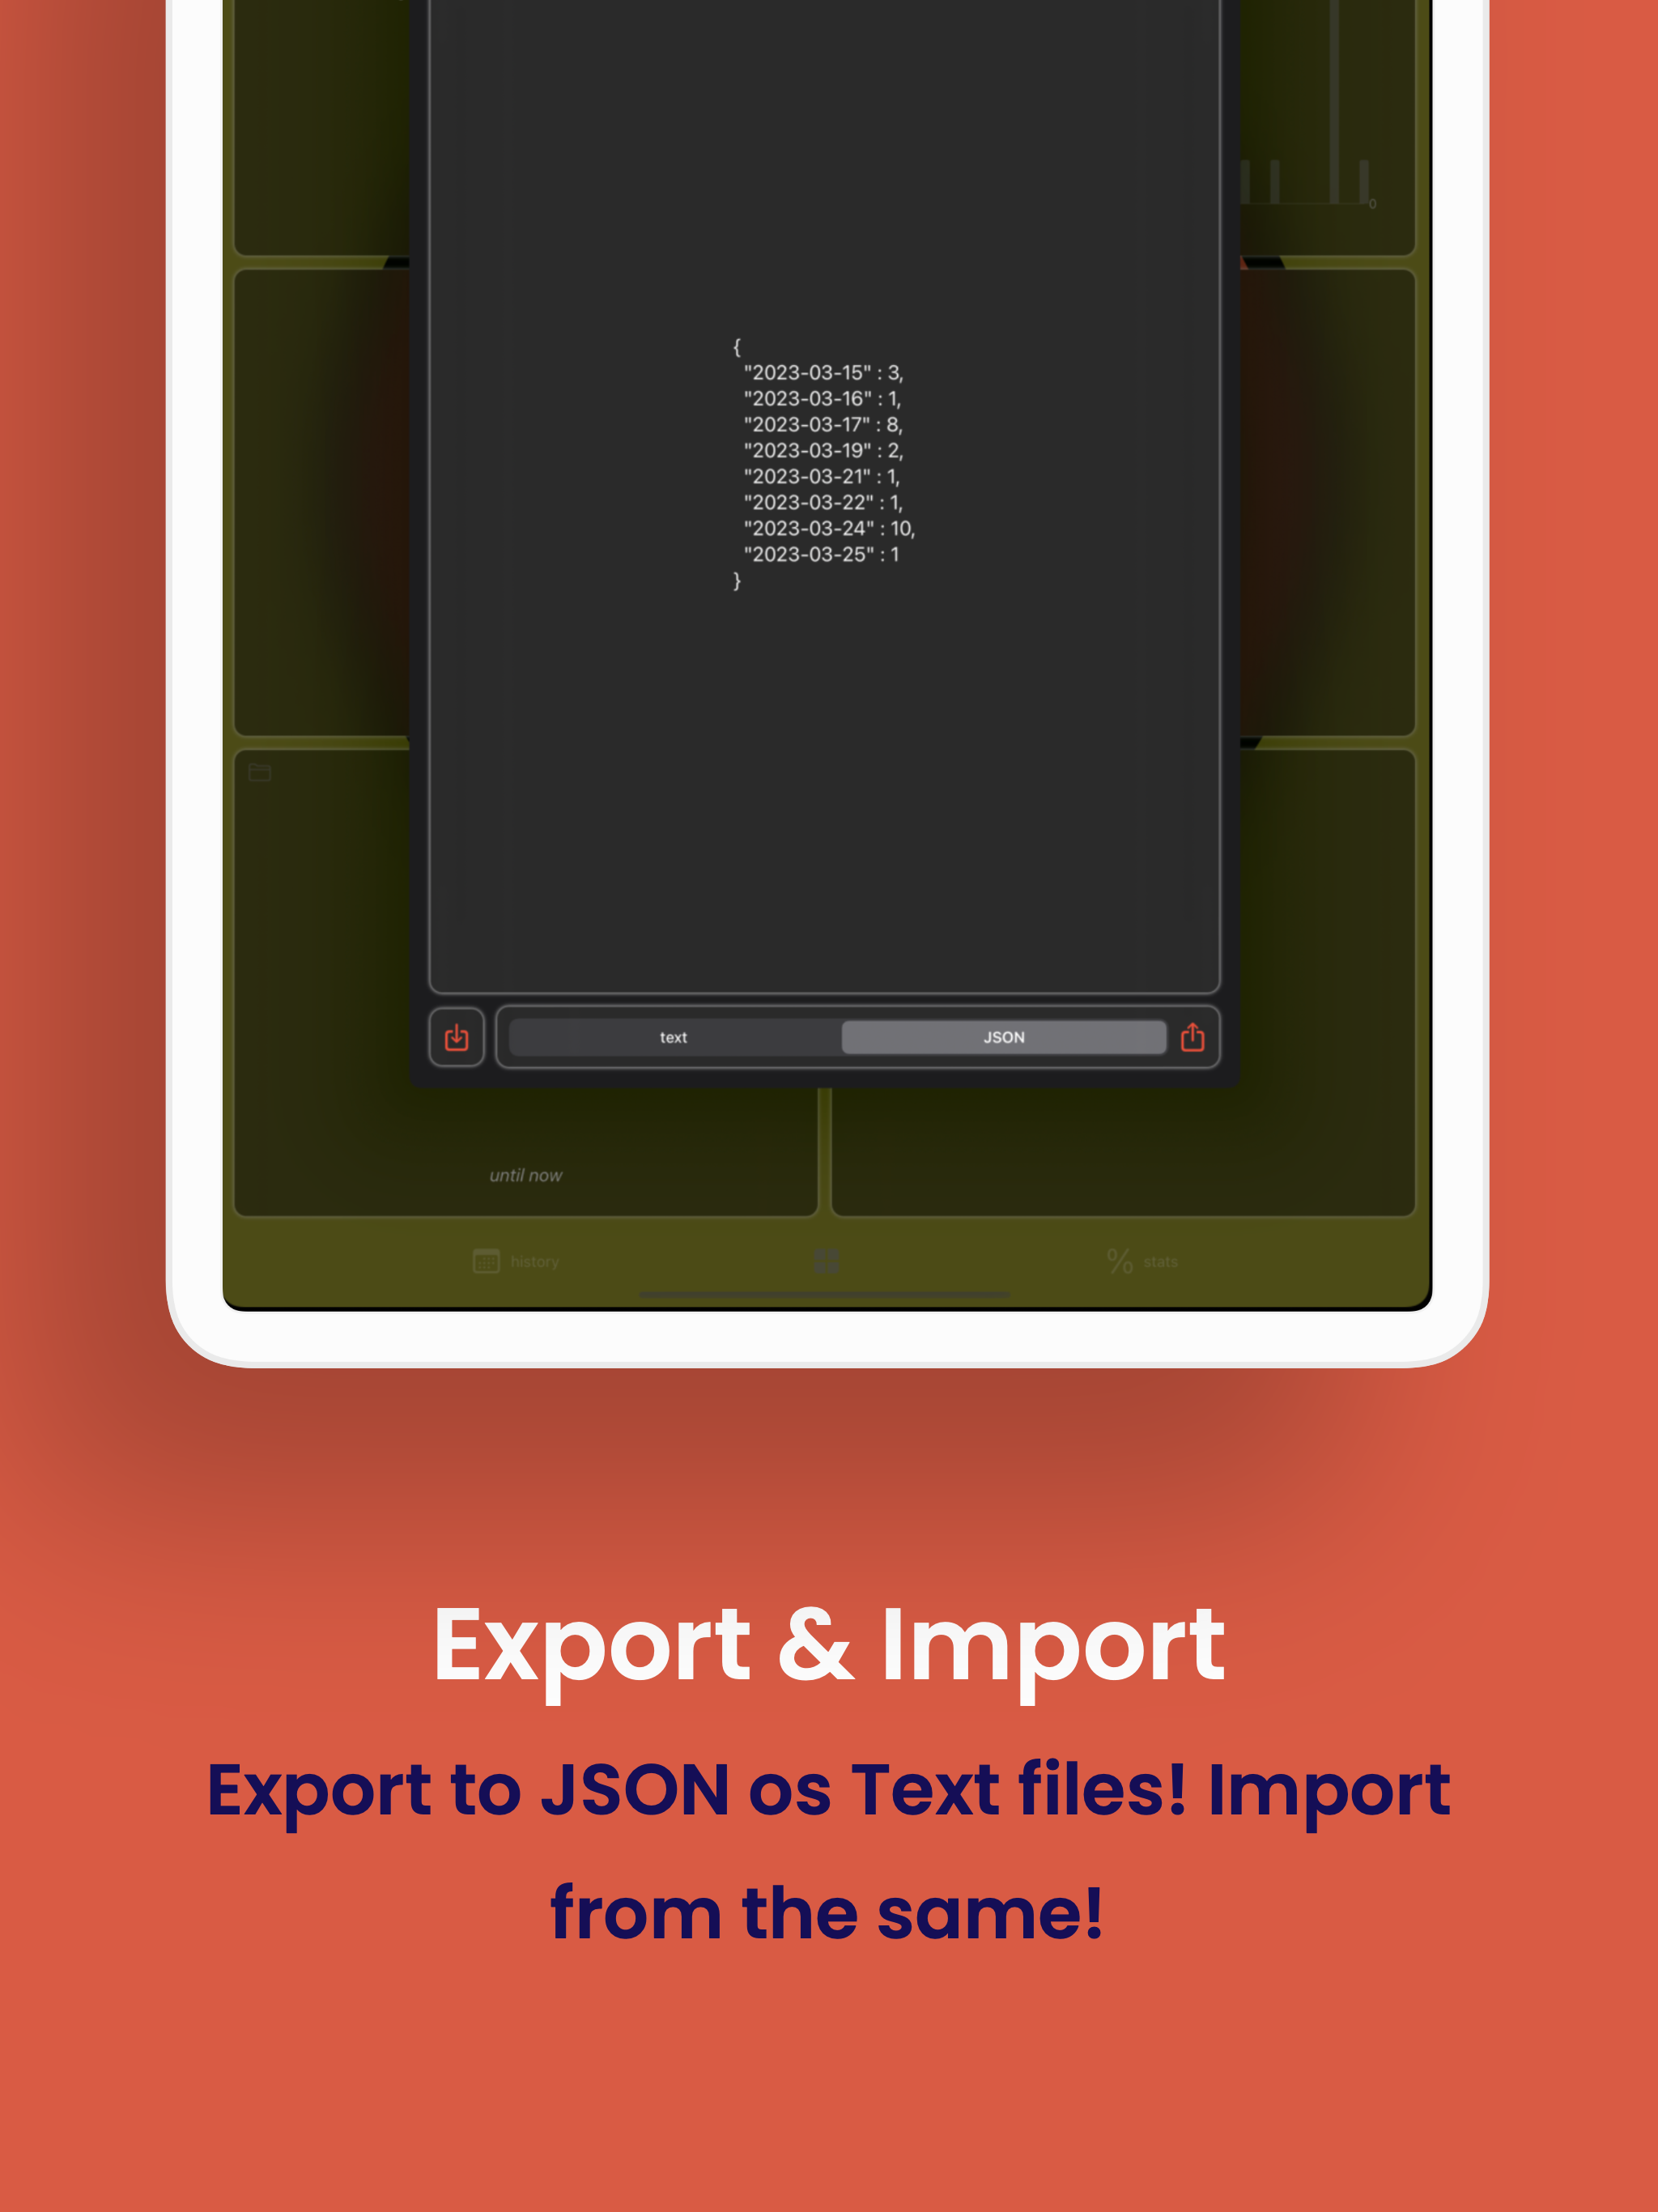 0
{
"2023-03-15" : 3,
"2023-03-16" : 1,
"2023-03-17" : 8,
"2023-03-19" : 2,
"2023-03-21" : 1,
"2023-03-22" : 1,
"2023-03-24" : 10,
"2023-03-25" : 1
}
text JSON
until now
history % stats
Export & Import
Export to JSON os Text files! Import
from the same!